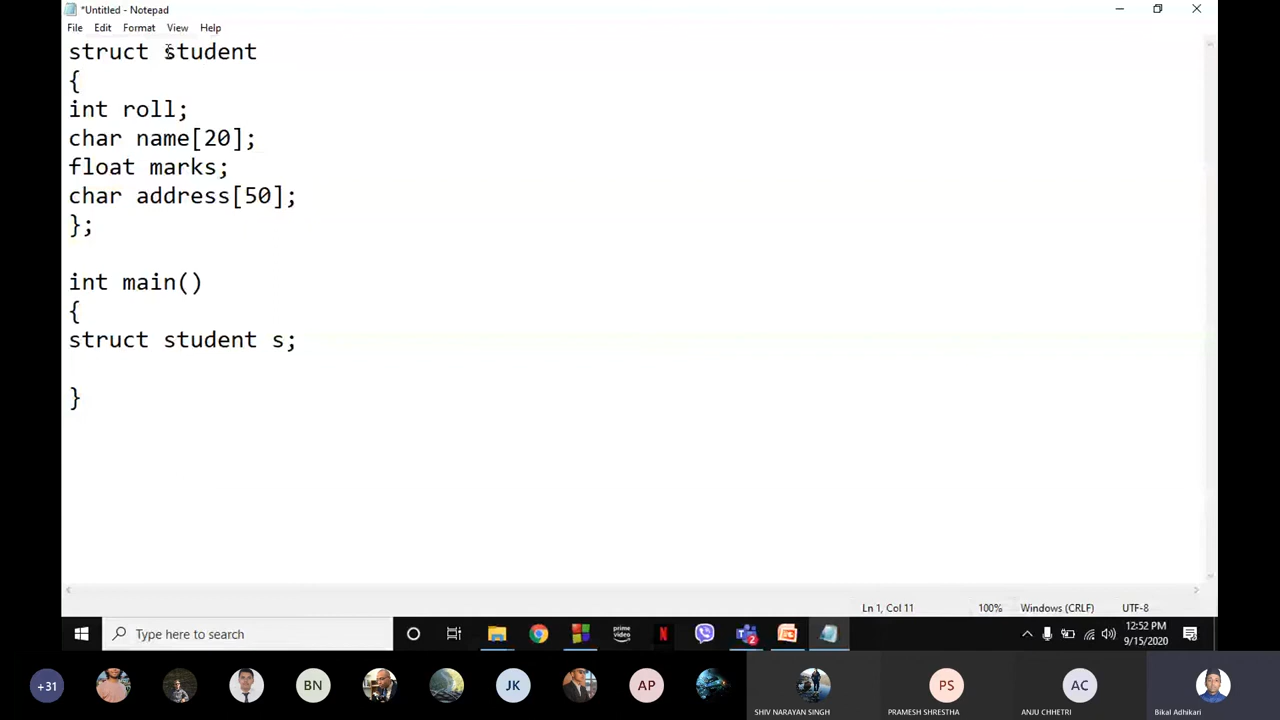 *Untitled - Notepad
File Edit Format View Help
struct student
{
int roll;
char name[20];
float marks;
char address[50];
};
int main()
{
struct student s;
}
Ln 1, Col 11 100% Windows (CRLF) UTF-8
Type here to search
prime video
N
2
12:52 PM
9/15/2020
+31
BN
JK
AP
PS
AC
SHIV NARAYAN SINGH
PRAMESH SHRESTHA
ANJU CHHETRI
Bikal Adhikari